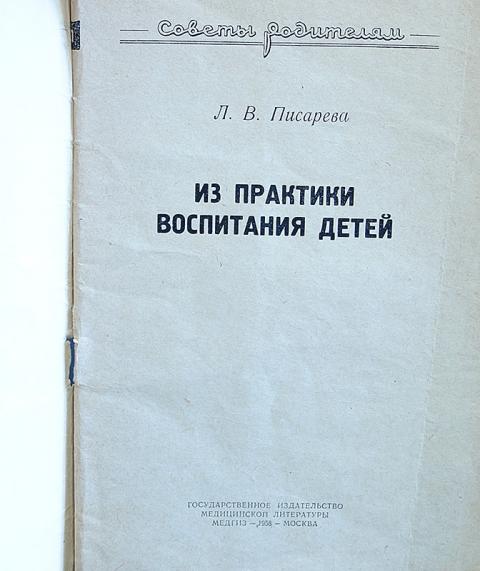 Советы родителям
Л. В. Писарева
ИЗ ПРАКТИКИ
ВОСПИТАНИЯ ДЕТЕЙ
ГОСУДАРСТВЕННОЕ ИЗДАТЕЛЬСТВО
МЕДИЦИНСКОЙ ЛИТЕРАТУРЫ
МЕДГИЗ — 1958 — МОСКВА